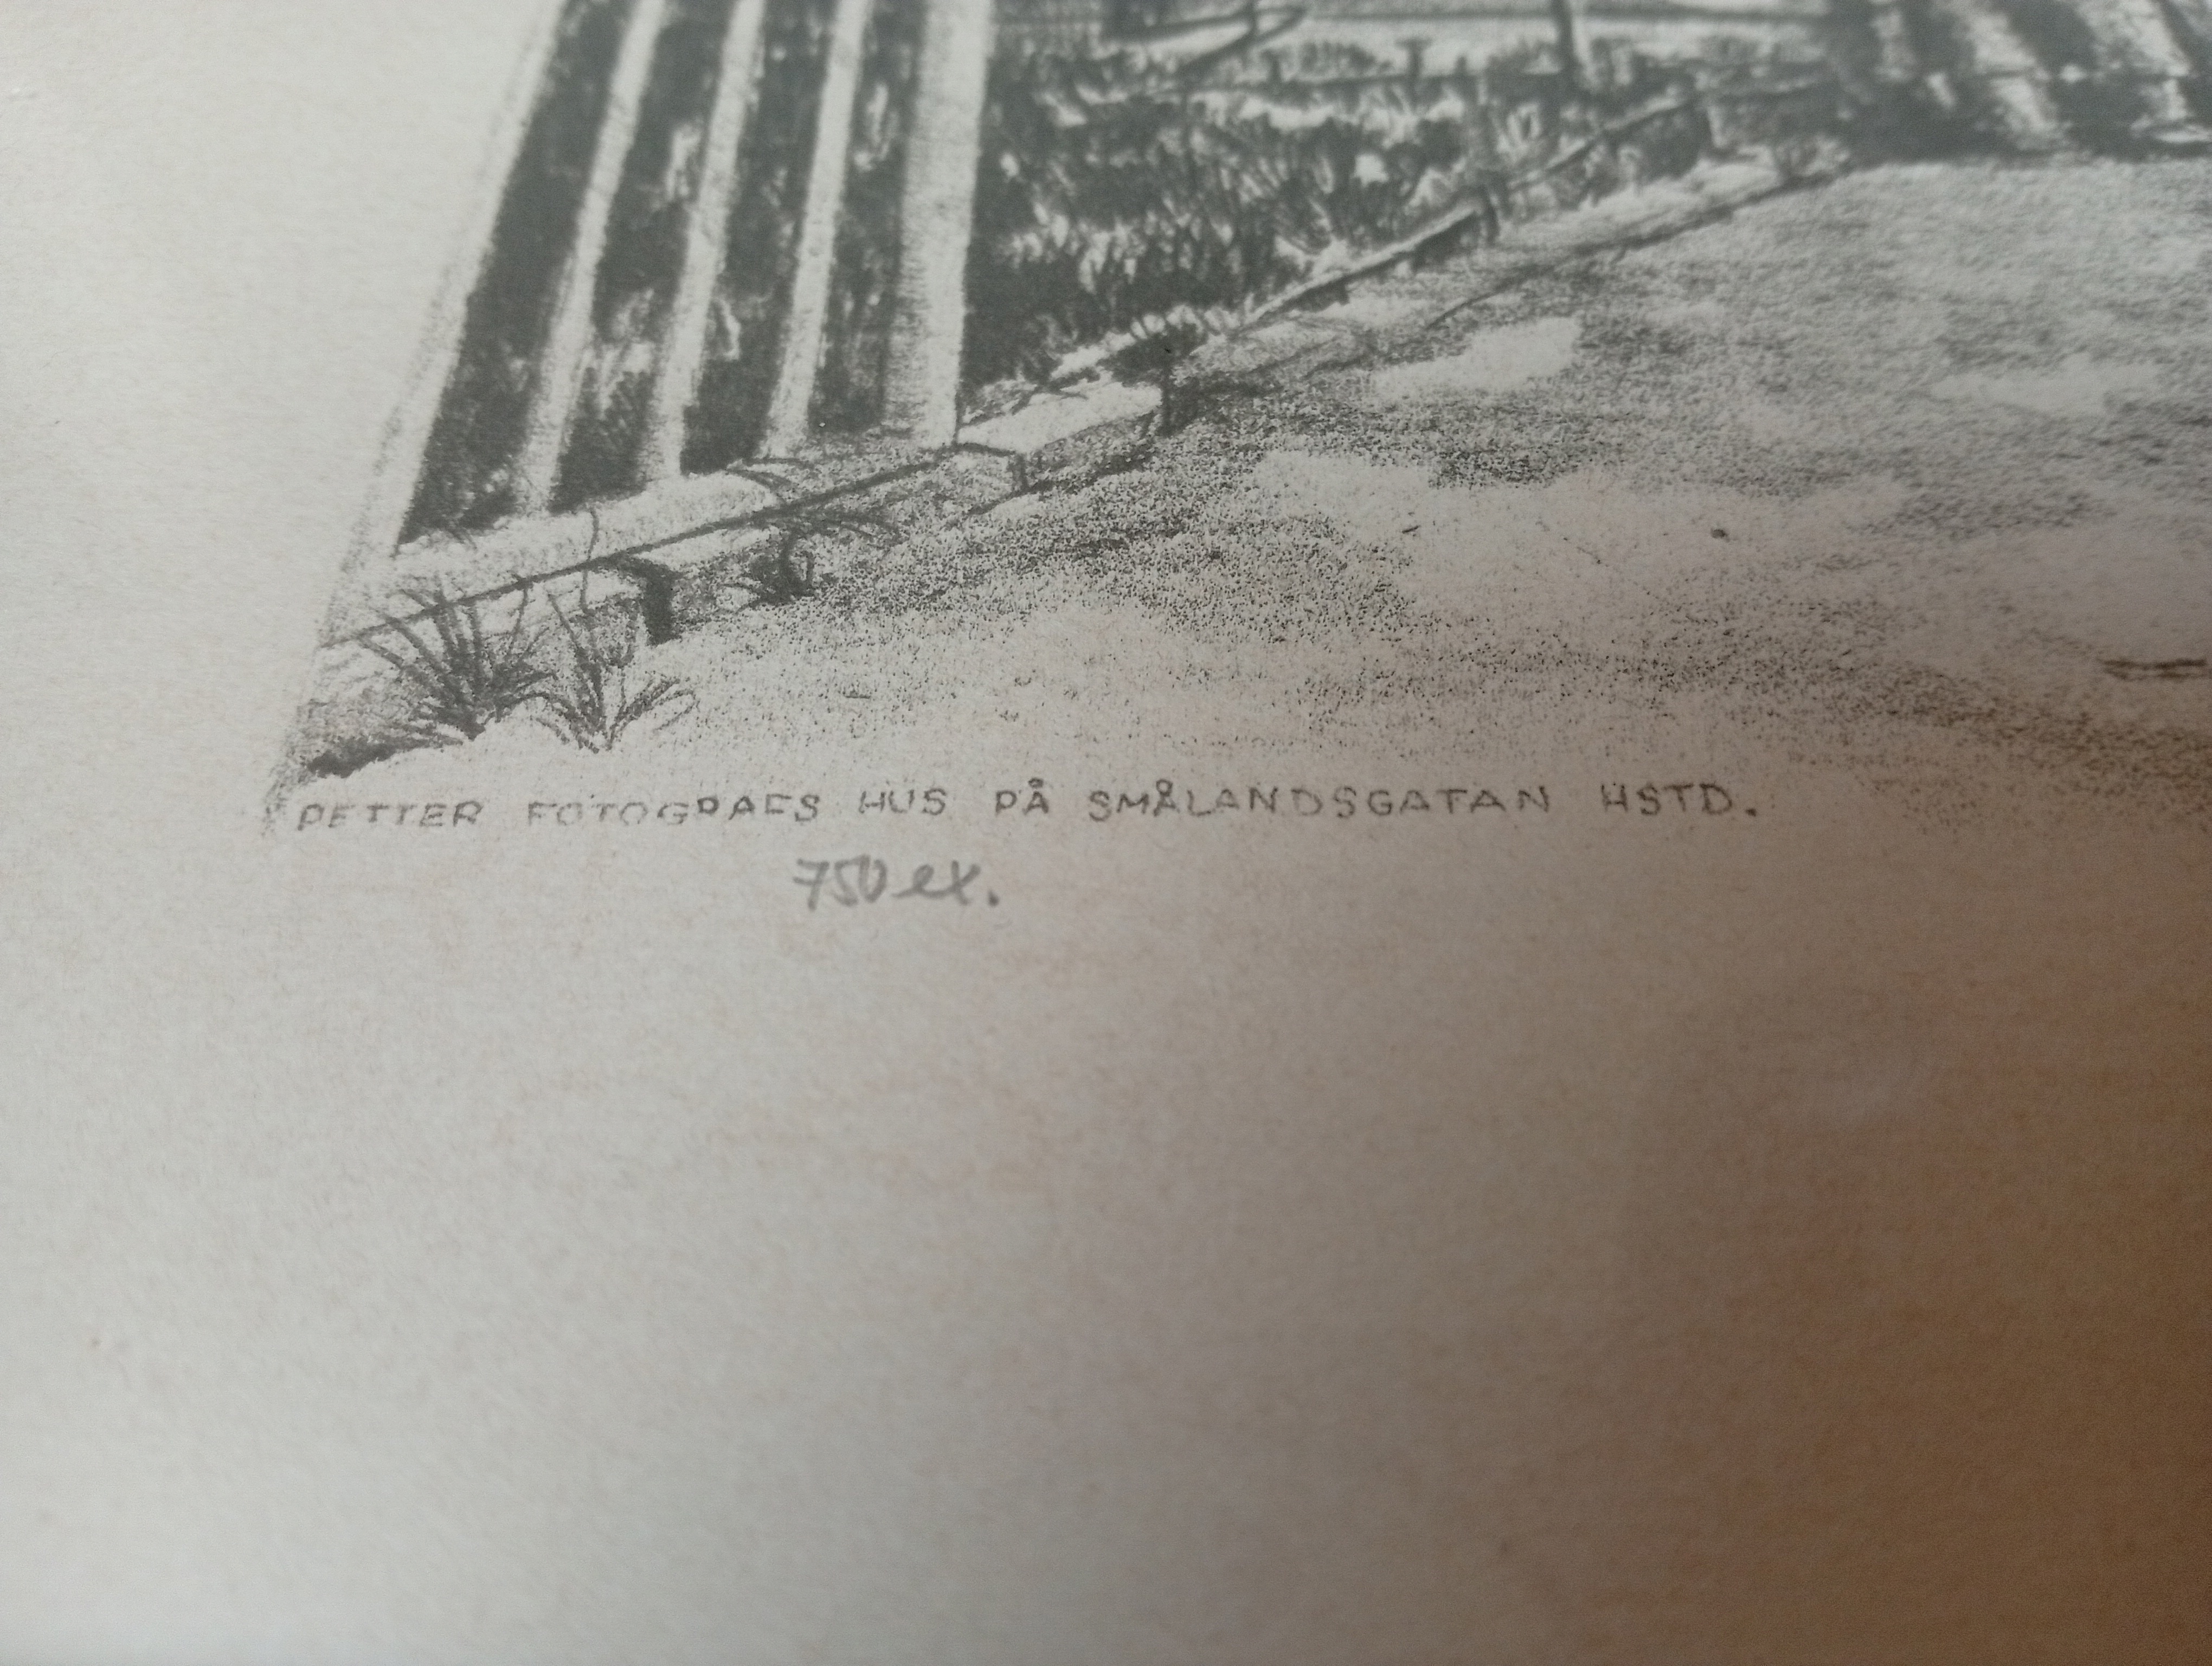 PETTER FOTOGRAFS HUS PÅ SMÅLANDSGATAN HSTD.
750 ex.